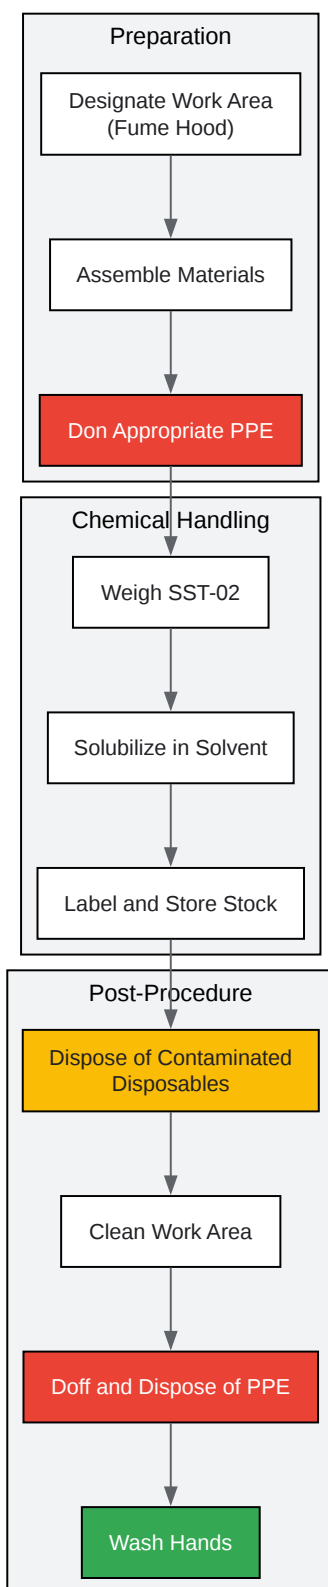 Preparation
Designate Work Area
(Fume Hood)
Assemble Materials
Don Appropriate PPE
Chemical Handling
Weigh SST-02
Solubilize in Solvent
Label and Store Stock
Post-Procedure
Dispose of Contaminated
Disposables
Clean Work Area
Doff and Dispose of PPE
Wash Hands